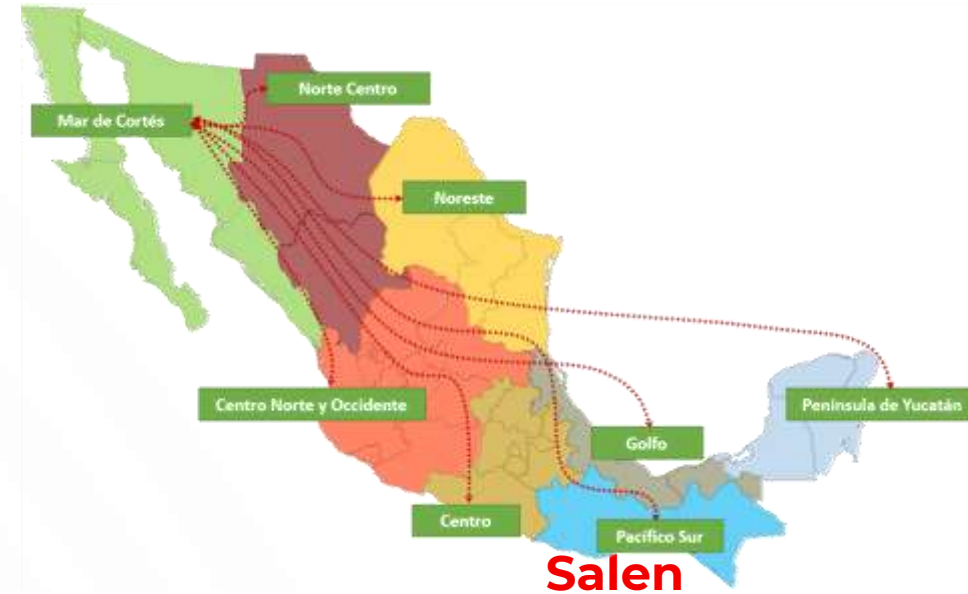 Norte Centro
Mar de Cortés
Noreste
Centro Norte y Occidente
Península de Yucatán
Golfo
Centro
Pacífico Sur
Salen